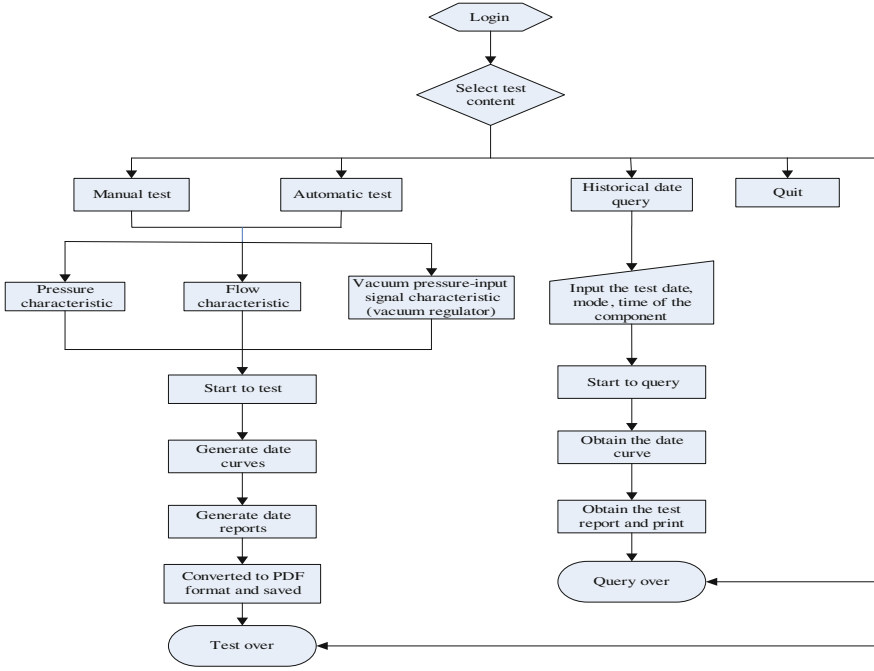 Login
Select test
content
Manual test
Automatic test
Historical date
query
Quit
Pressure
characteristic
Flow
characteristic
Vacuum pressure-input
signal characteristic
(vacuum regulator)
Input the test date,
mode, time of the
component
Start to test
Start to query
Generate date
curves
Obtain the date
curve
Generate date
reports
Obtain the test
report and print
Converted to PDF
format and saved
Query over
Test over